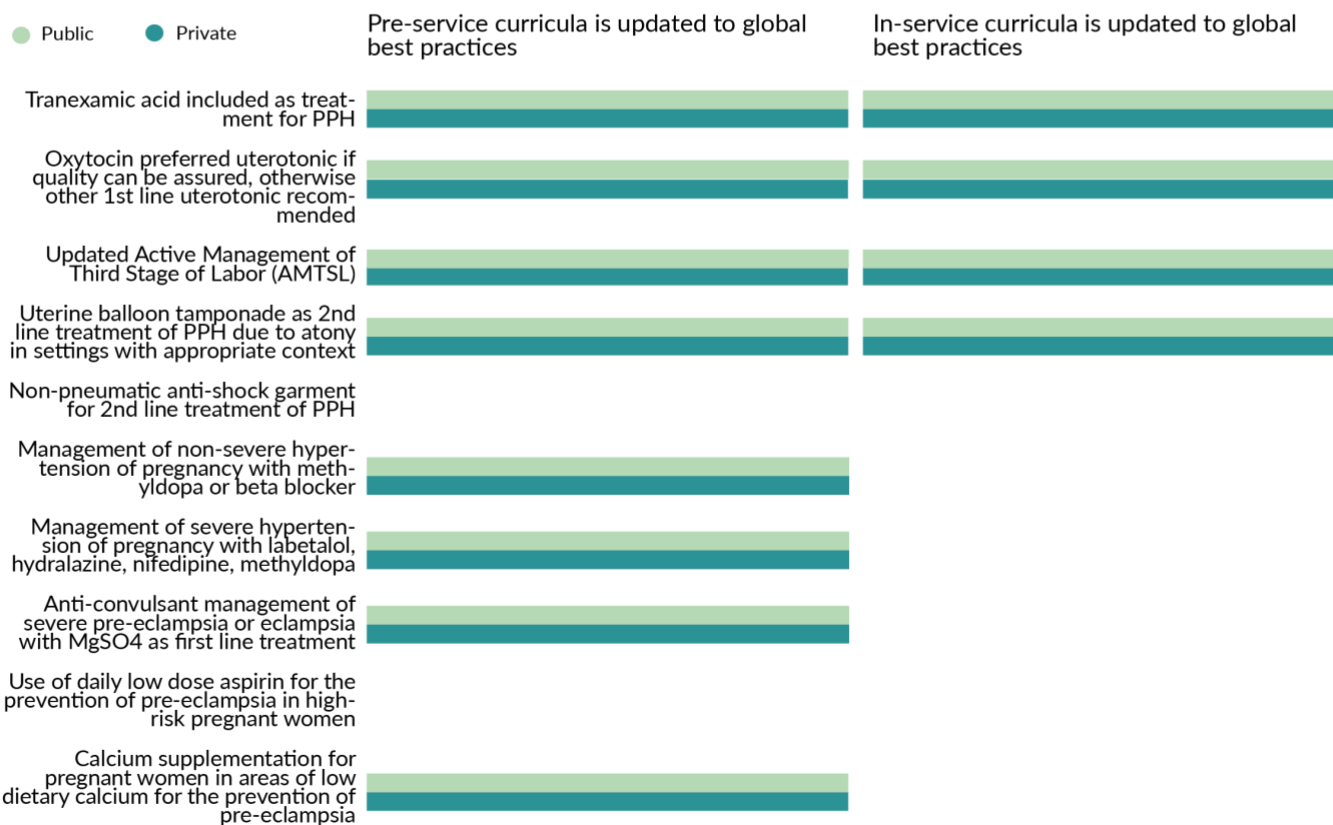 Public
Private
Pre-service curricula is updated to global
best practices
In-service curricula is updated to global
best practices
Tranexamic acid included as treat-
ment for PPH
Oxytocin preferred uterotonic if
quality can be assured, otherwise
other 1st line uterotonic recom-
mended
Updated Active Management of
Third Stage of Labor (AMTSL)
Uterine balloon tamponade as 2nd
line treatment of PPH due to atony
in settings with appropriate context
Non-pneumatic anti-shock garment
for 2nd line treatment of PPH
Management of non-severe hyper-
tension of pregnancy with meth-
yldopa or beta blocker
Management of severe hyperten-
sion of pregnancy with labetalol,
hydralazine, nifedipine, methyldopa
Anti-convulsant management of
severe pre-eclampsia or eclampsia
with MgSO4 as first line treatment
Use of daily low dose aspirin for the
prevention of pre-eclampsia in high-
risk pregnant women
Calcium supplementation for
pregnant women in areas of low
dietary calcium for the prevention of
pre-eclampsia